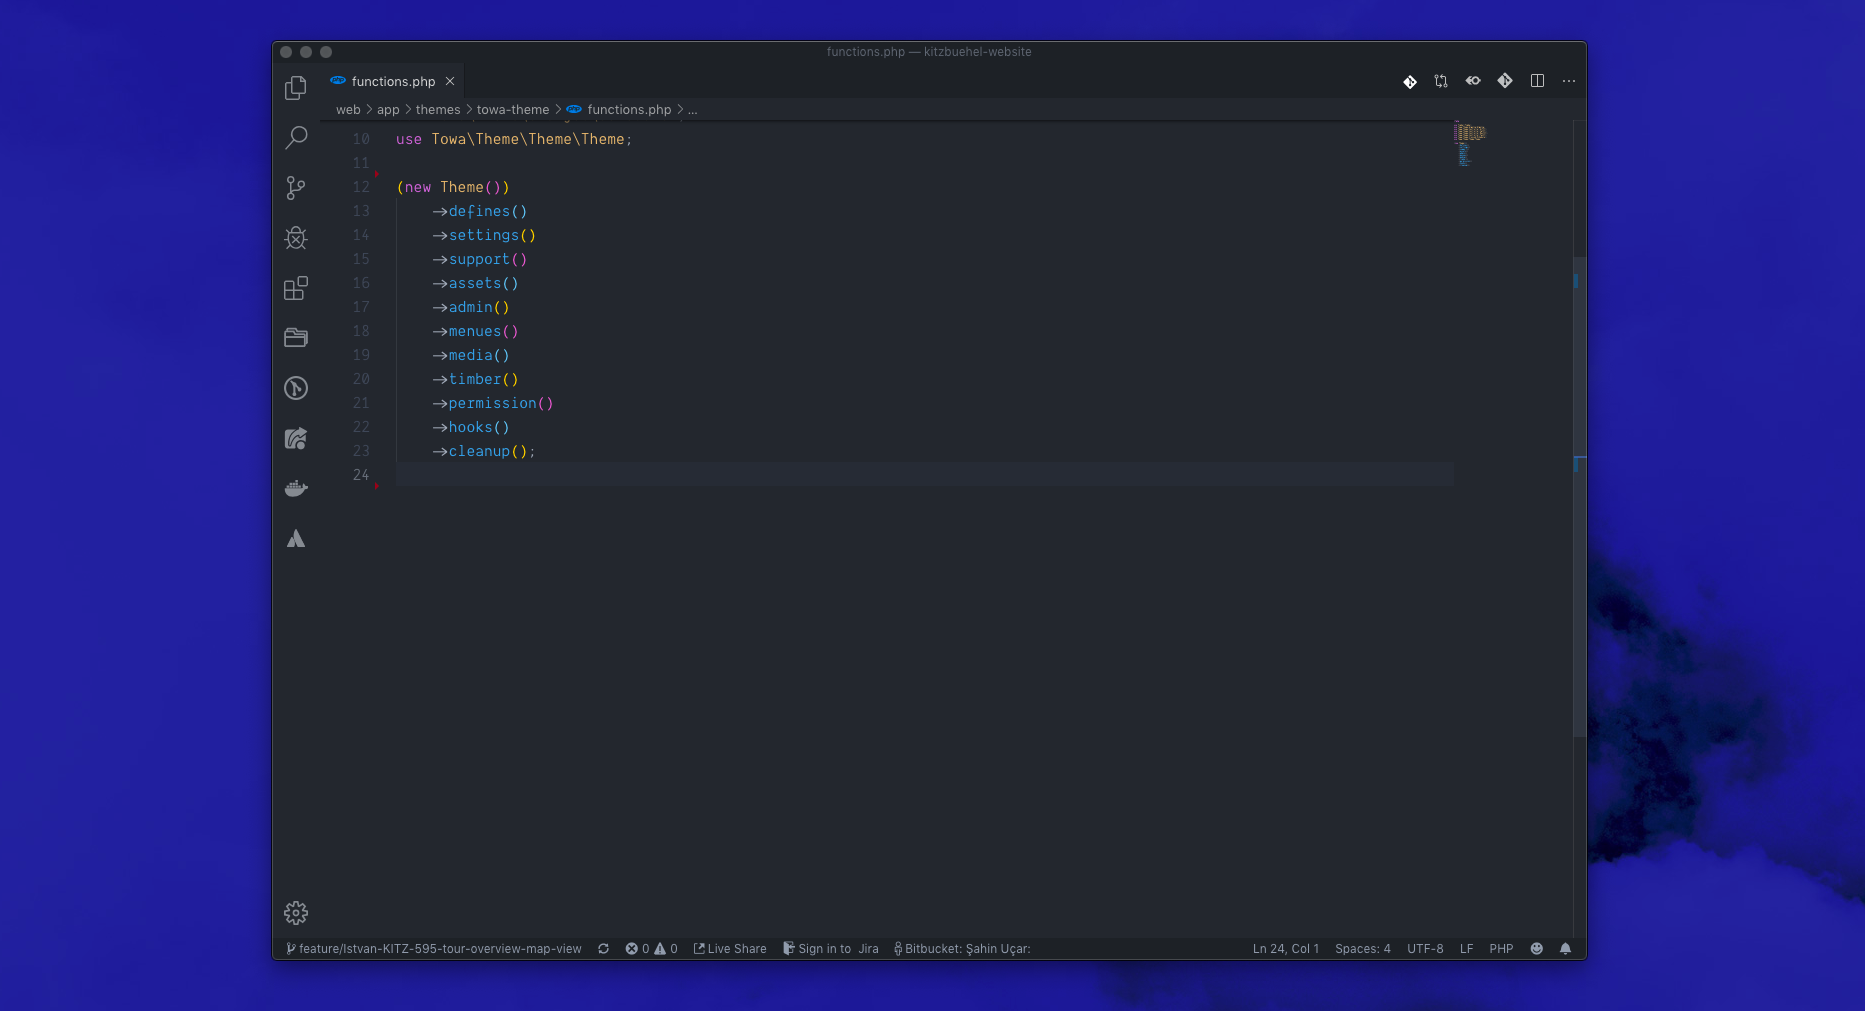 functions.php — kitzbuehel-website
php functions.php ×
web > app > themes > towa-theme > php functions.php > ...
10 use Towa\Theme\Theme\Theme;
11
12 (new Theme())
13 ->defines()
14 ->settings()
15 ->support()
16 ->assets()
17 ->admin()
18 ->menues()
19 ->media()
20 ->timber()
21 ->permission()
22 ->hooks()
23 ->cleanup();
24
feature/Istvan-KITZ-595-tour-overview-map-view 0 0 Live Share Sign in to Jira Bitbucket: Şahin Uçar: Ln 24, Col 1 Spaces: 4 UTF-8 LF PHP